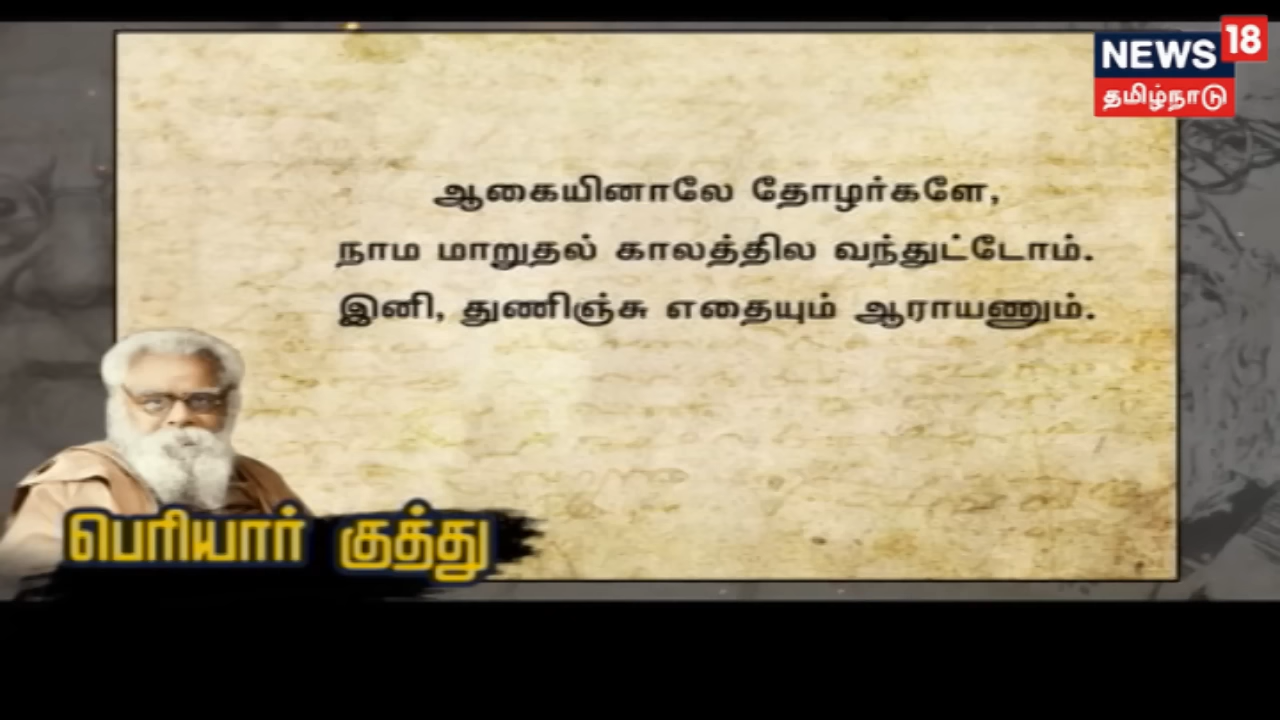 NEWS 18
தமிழ்நாடு
ஆகையினாலே தோழர்களே,
நாம மாறுதல் காலத்தில வந்துட்டோம்.
இனி, துணிஞ்சு எதையும் ஆராயணும்.
பெரியார் குத்து